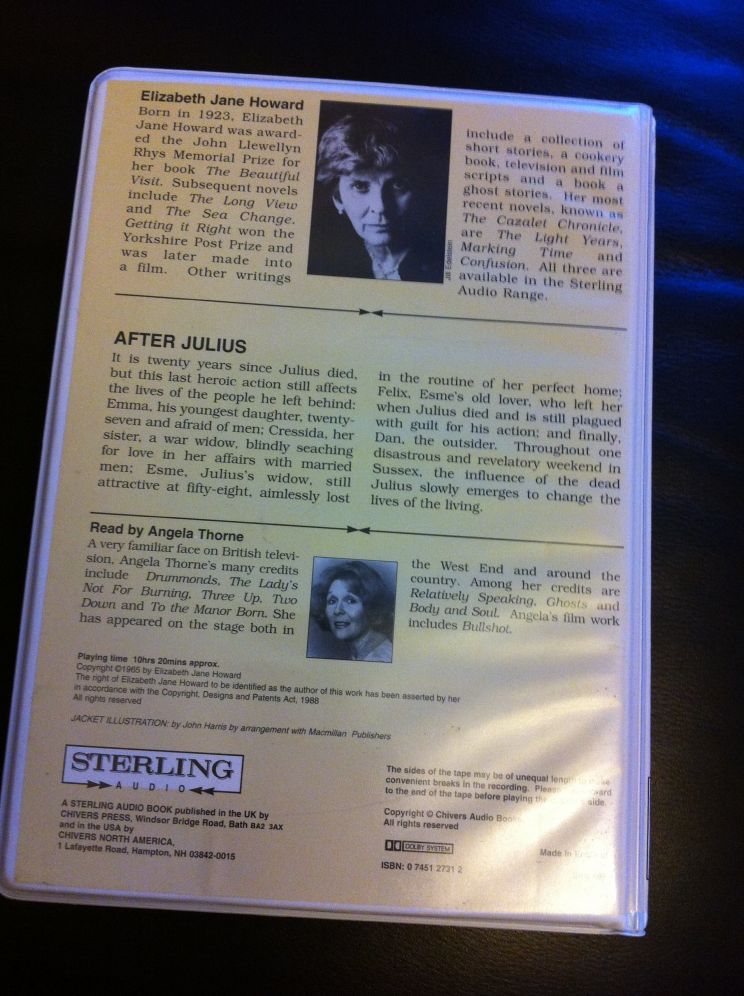 Elizabeth Jane Howard
Born in 1923, Elizabeth
Jane Howard was award-
ed the John Llewellyn
Rhys Memorial Prize for
her book The Beautiful
Visit. Subsequent novels
include The Long View
and The Sea Change.
Getting it Right won the
Yorkshire Post Prize and
was later made into
a film. Other writings
Jill Edelstein
include a collection of
short stories, a cookery
book, television and film
scripts and a book a
ghost stories. Her most
recent novels, known as
The Cazalet Chronicle,
are The Light Years,
Marking Time and
Confusion. All three are
available in the Sterling
Audio Range.
AFTER JULIUS
It is twenty years since Julius died,
but this last heroic action still affects
the lives of the people he left behind:
Emma, his youngest daughter, twenty-
seven and afraid of men; Cressida, her
sister, a war widow, blindly seaching
for love in her affairs with married
men; Esme, Julius's widow, still
attractive at fifty-eight, aimlessly lost
in the routine of her perfect home;
Felix, Esme's old lover, who left her
when Julius died and is still plagued
with guilt for his action; and finally,
Dan, the outsider. Throughout one
disastrous and revelatory weekend in
Sussex, the influence of the dead
Julius slowly emerges to change the
lives of the living.
Read by Angela Thorne
A very familiar face on British televi-
sion, Angela Thorne's many credits
include Drummonds, The Lady's
Not For Burning, Three Up, Two
Down and To the Manor Born. She
has appeared on the stage both in
the West End and around the
country. Among her credits are
Relatively Speaking, Ghosts and
Body and Soul. Angela's film work
includes Bullshot.
Playing time 10hrs 20mins approx.
Copyright ©1965 by Elizabeth Jane Howard
The right of Elizabeth Jane Howard to be identified as the author of this work has been asserted by her
in accordance with the Copyright, Designs and Patents Act, 1988
All rights reserved
JACKET ILLUSTRATION: by John Harris by arrangement with Macmillan Publishers
STERLING
AUDIO
A STERLING AUDIO BOOK published in the UK by
CHIVERS PRESS, Windsor Bridge Road, Bath BA2 3AX
and in the USA by
CHIVERS NORTH AMERICA,
1 Lafayette Road, Hampton, NH 03842-0015
The sides of the tape may be of unequal length to
convenient breaks in the recording. Please
to the end of the tape before playing the side.
Copyright © Chivers Audio Books
All rights reserved
DOLBY SYSTEM
Made in England
ISBN: 0 7451 2731 2